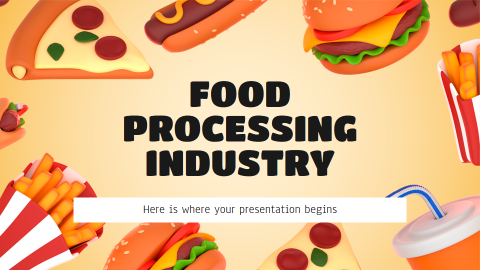 FOOD
PROCESSING
INDUSTRY
Here is where your presentation begins